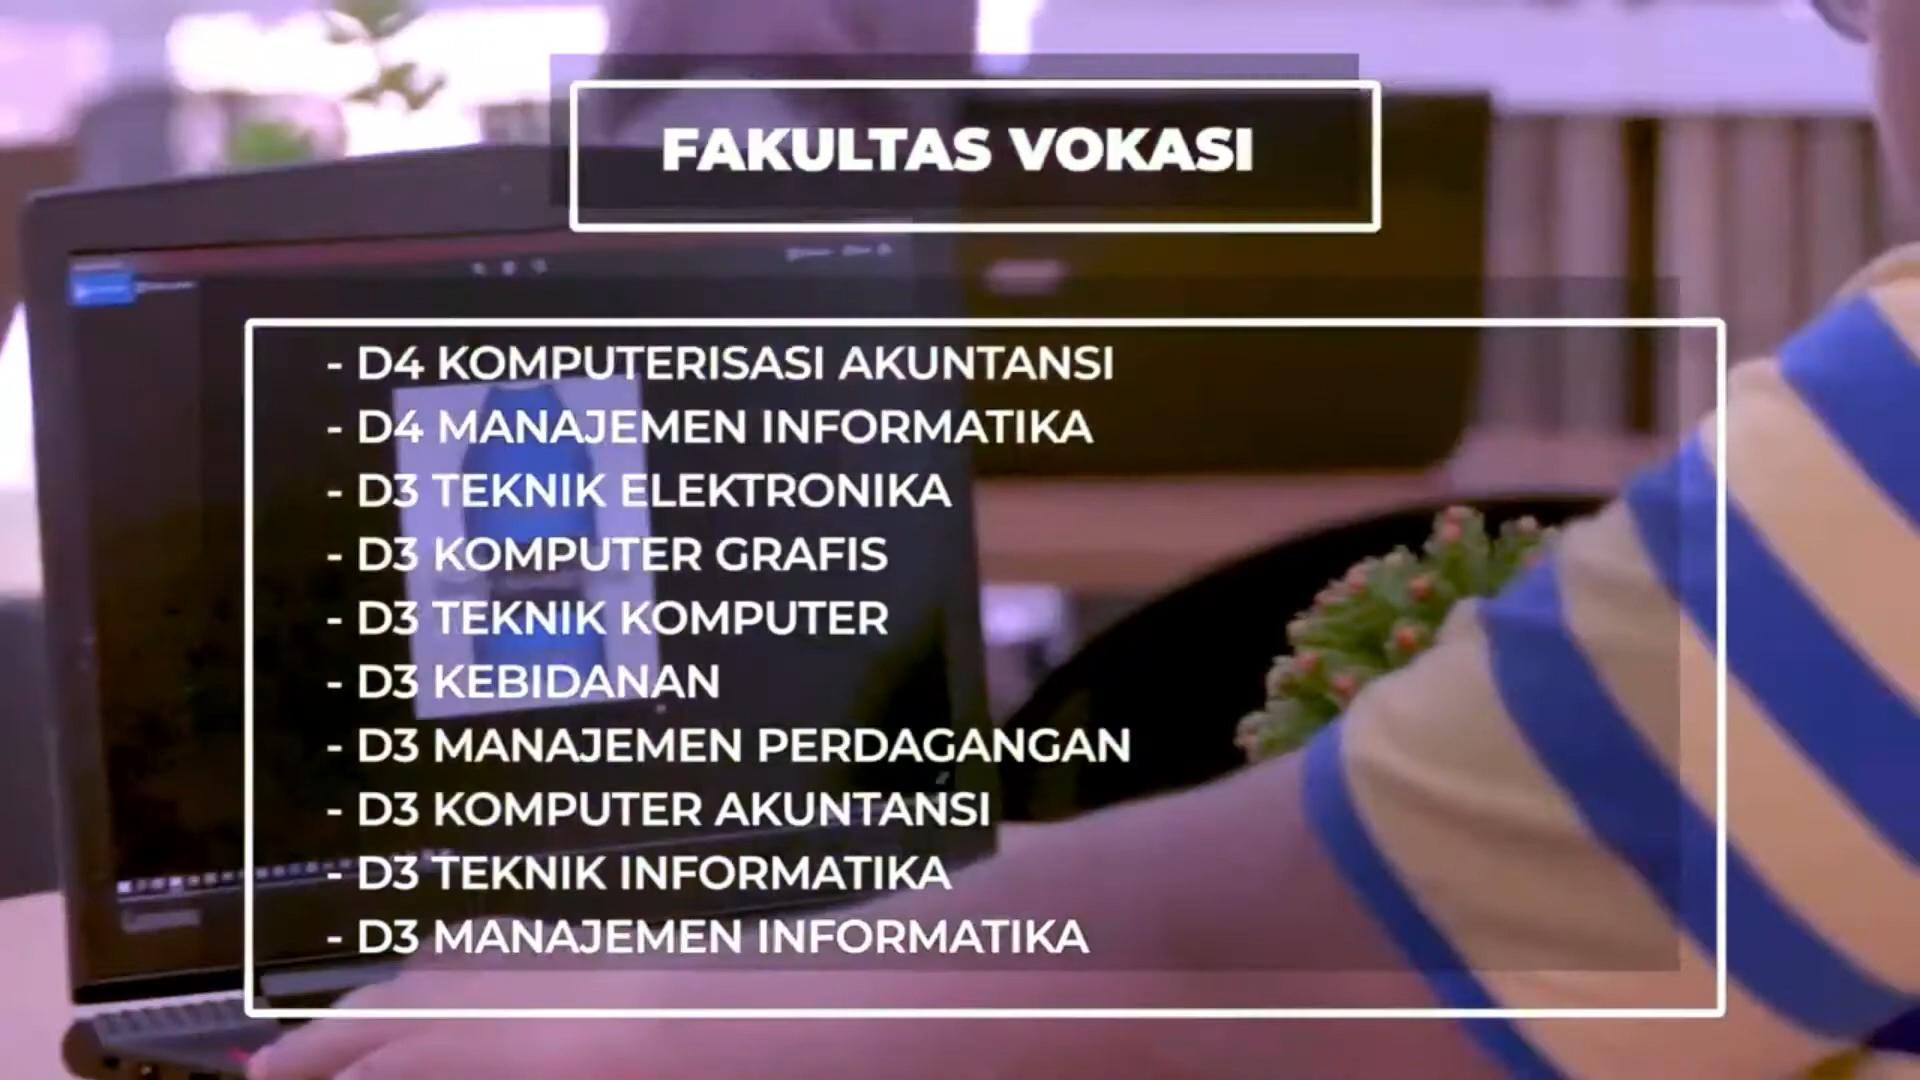 FAKULTAS VOKASI
- D4 KOMPUTERISASI AKUNTANSI
- D4 MANAJEMEN INFORMATIKA
- D3 TEKNIK ELEKTRONIKA
- D3 KOMPUTER GRAFIS
- D3 TEKNIK KOMPUTER
- D3 KEBIDANAN
- D3 MANAJEMEN PERDAGANGAN
- D3 KOMPUTER AKUNTANSI
- D3 TEKNIK INFORMATIKA
- D3 MANAJEMEN INFORMATIKA